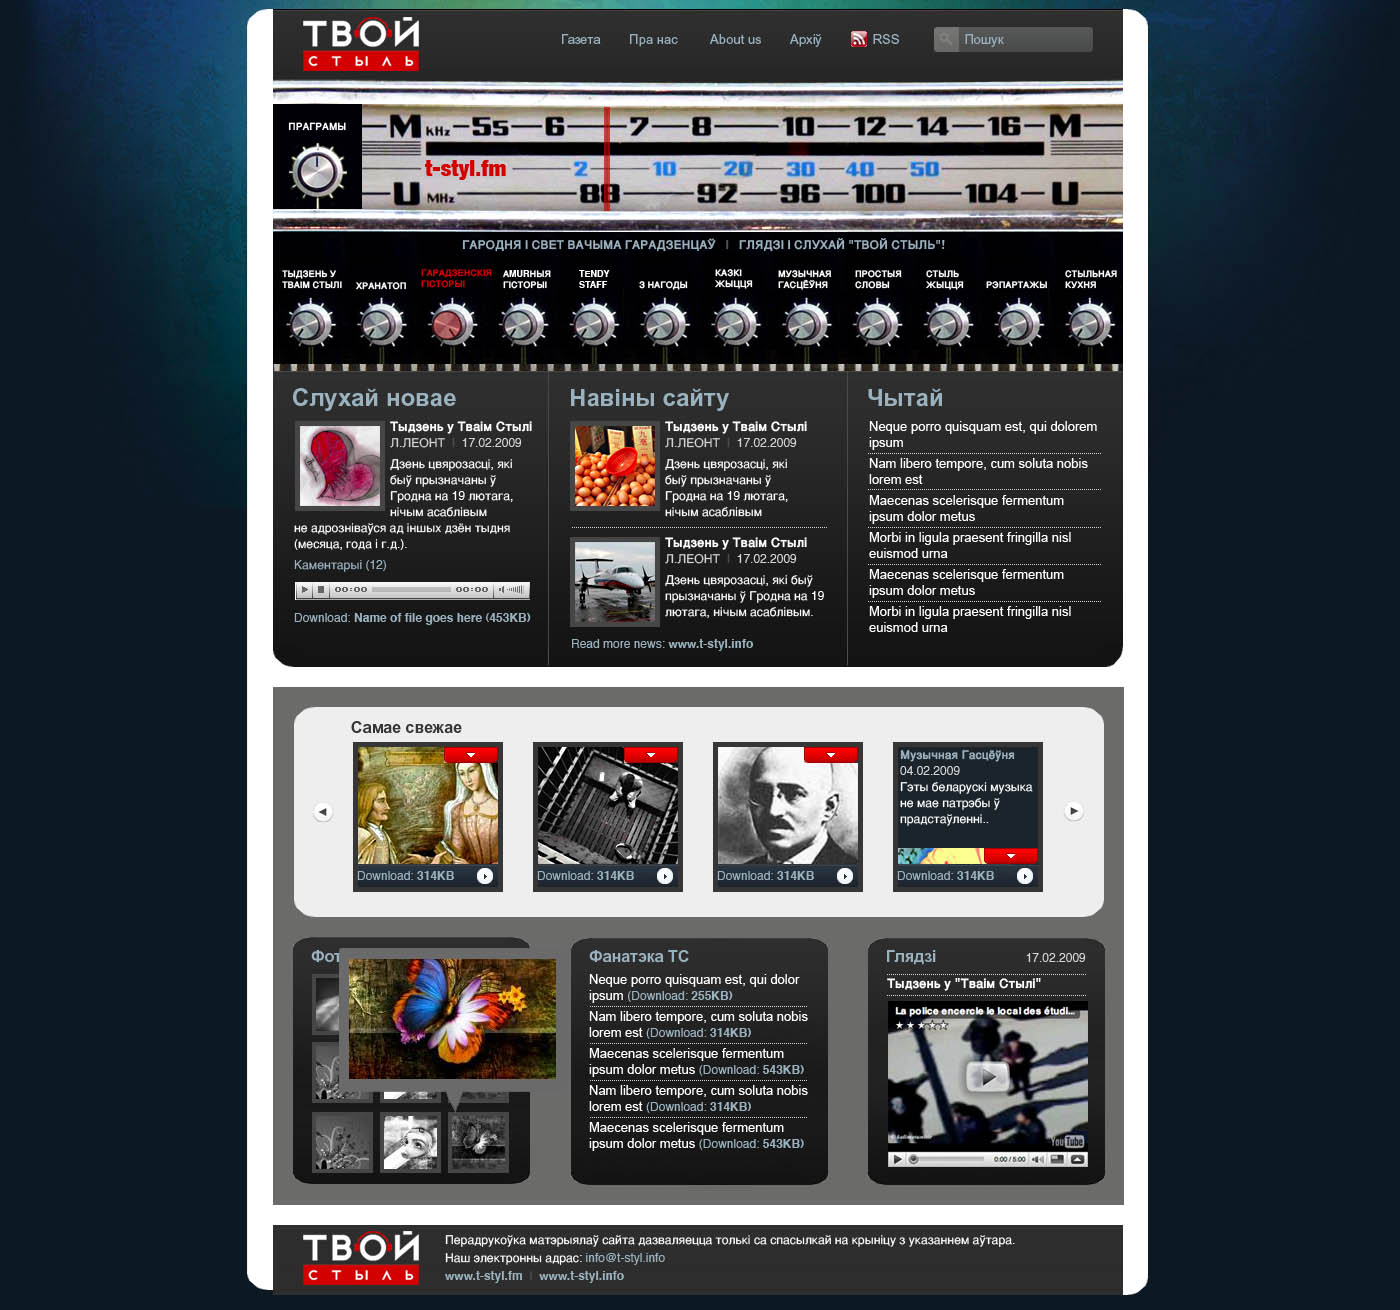 ТВОЙ
СТЫЛЬ
Газета
Пра нас
About us
Архіў
RSS
Пошук
ПРАГРАМЫ
M kHz 55 6 7 8 10 12 14 16 M
t-styl.fm 2 10 20 30 40 50
U MHz 88 92 96 100 104 U
ГАРОДНЯ І СВЕТ ВАЧЫМА ГАРАДЗЕНЦАЎ | ГЛЯДЗІ І СЛУХАЙ "ТВОЙ СТЫЛЬ"!
ТЫДЗЕНЬ У
ТВАІМ СТЫЛІ
ХРАНАТОП
ГАРАДЗЕНСКІЯ
ГІСТОРЫІ
AMURНЫЯ
ГІСТОРЫІ
TENDY
STAFF
З НАГОДЫ
КАЗКІ
ЖЫЦЦЯ
МУЗЫЧНАЯ
ГАСЦЁЎНЯ
ПРОСТЫЯ
СЛОВЫ
СТЫЛЬ
ЖЫЦЦЯ
РЭПАРТАЖЫ
СТЫЛЬНАЯ
КУХНЯ
Слухай новае
Тыдзень у Тваім Стылі
Л.ЛЕОНТ | 17.02.2009
Дзень цвярозасці, які
быў прызначаны ў
Гродна на 19 лютага,
нічым асаблівым
не адрозніваўся ад іншых дзён тыдня
(месяца, года і г.д.).
Каментарыі (12)
00:00 00:00
Download: Name of file goes here (453KB)
Навіны сайту
Тыдзень у Тваім Стылі
Л.ЛЕОНТ | 17.02.2009
Дзень цвярозасці, які
быў прызначаны ў
Гродна на 19 лютага,
нічым асаблівым
Тыдзень у Тваім Стылі
Л.ЛЕОНТ | 17.02.2009
Дзень цвярозасці, які быў
прызначаны ў Гродна на 19
лютага, нічым асаблівым.
Read more news: www.t-styl.info
Чытай
Neque porro quisquam est, qui dolorem
ipsum
Nam libero tempore, cum soluta nobis
lorem est
Maecenas scelerisque fermentum
ipsum dolor metus
Morbi in ligula praesent fringilla nisl
euismod urna
Maecenas scelerisque fermentum
ipsum dolor metus
Morbi in ligula praesent fringilla nisl
euismod urna
Самае свежае
Download: 314KB
Download: 314KB
Download: 314KB
Музычная Гасцёўня
04.02.2009
Гэты беларускі музыка
не мае патрэбы ў
прадстаўленні..
Download: 314KB
Фот
Фанатэка ТС
Neque porro quisquam est, qui dolor
ipsum (Download: 255KB)
Nam libero tempore, cum soluta nobis
lorem est (Download: 314KB)
Maecenas scelerisque fermentum
ipsum dolor metus (Download: 543KB)
Nam libero tempore, cum soluta nobis
lorem est (Download: 314KB)
Maecenas scelerisque fermentum
ipsum dolor metus (Download: 543KB)
Глядзі 17.02.2009
Тыдзень у "Тваім Стылі"
La police encercle le local des étudi...
YouTube
0:00 / 5:00
ТВОЙ
СТЫЛЬ
Перадрукоўка матэрыялаў сайта дазваляецца толькі са спасылкай на крыніцу з указаннем аўтара.
Наш электронны адрас: info@t-styl.info
www.t-styl.fm | www.t-styl.info